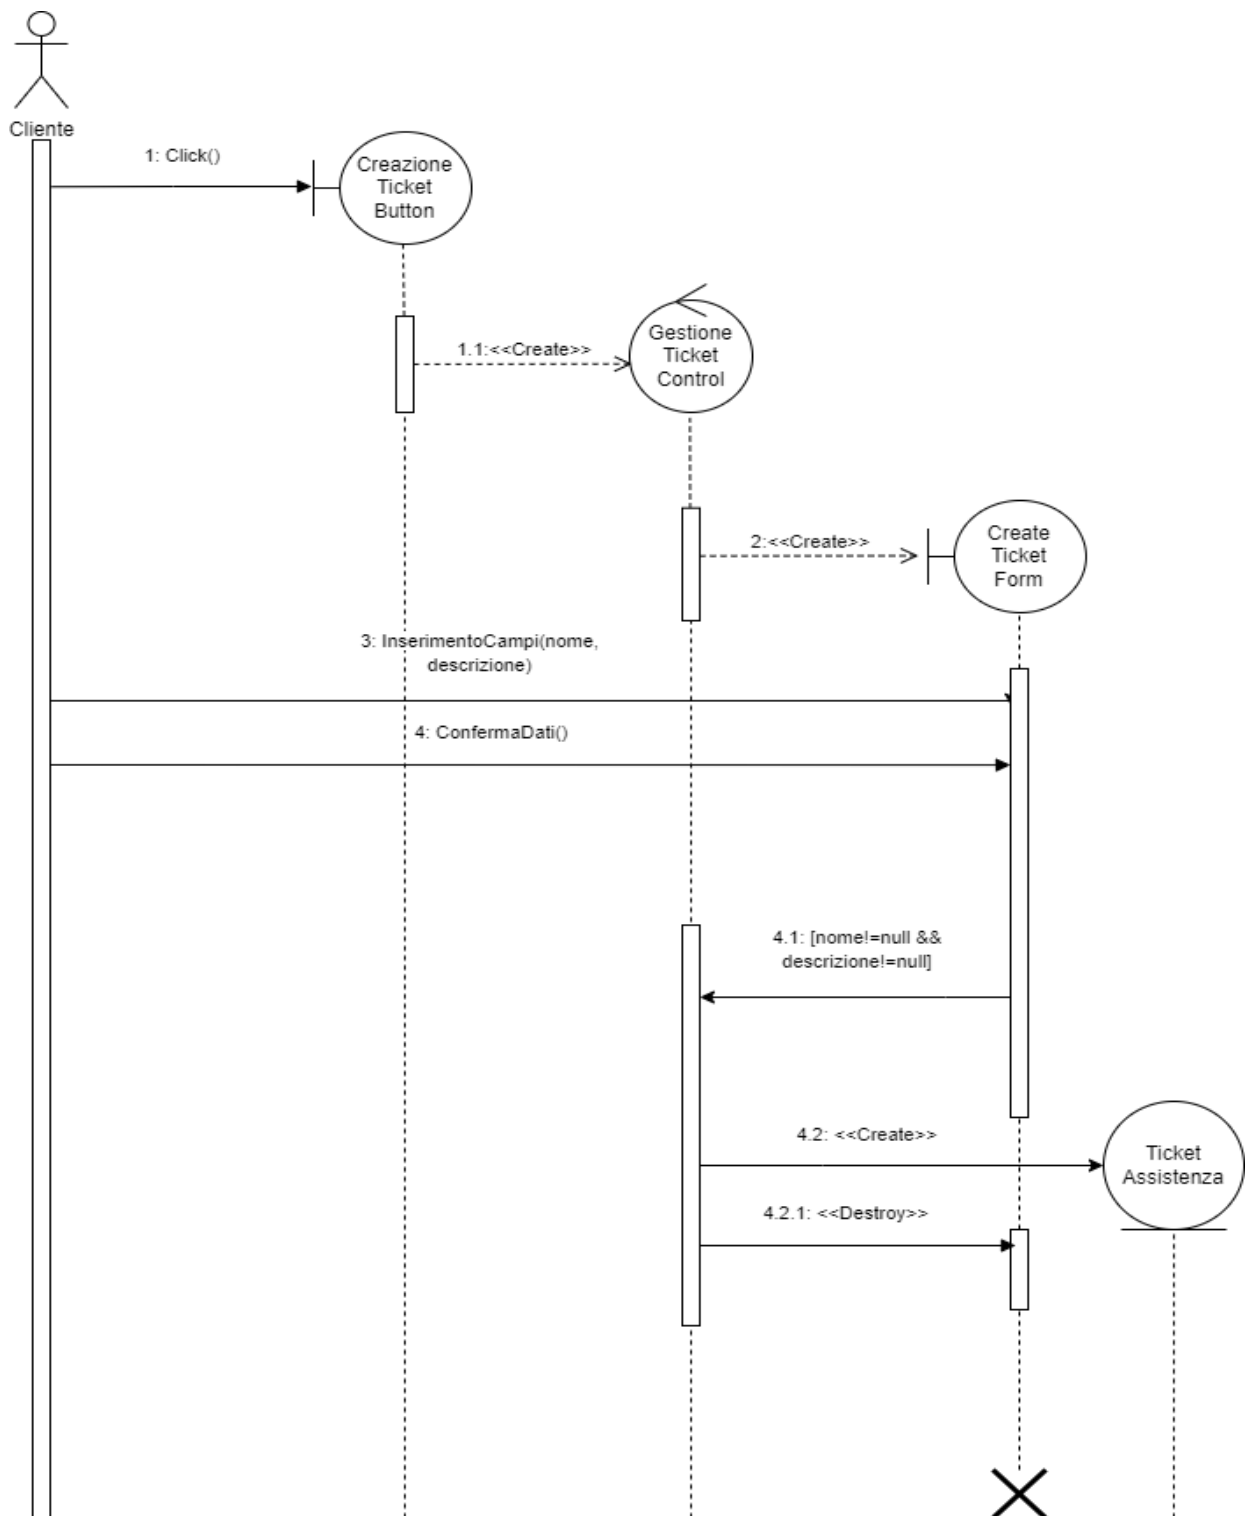 Cliente
1: Click()
Creazione
Ticket
Button
1.1:<<Create>>
Gestione
Ticket
Control
2:<<Create>>
Create
Ticket
Form
3: InserimentoCampi(nome,
descrizione)
4: ConfermaDati()
4.1: [nome!=null &&
descrizione!=null]
4.2: <<Create>>
Ticket
Assistenza
4.2.1: <<Destroy>>